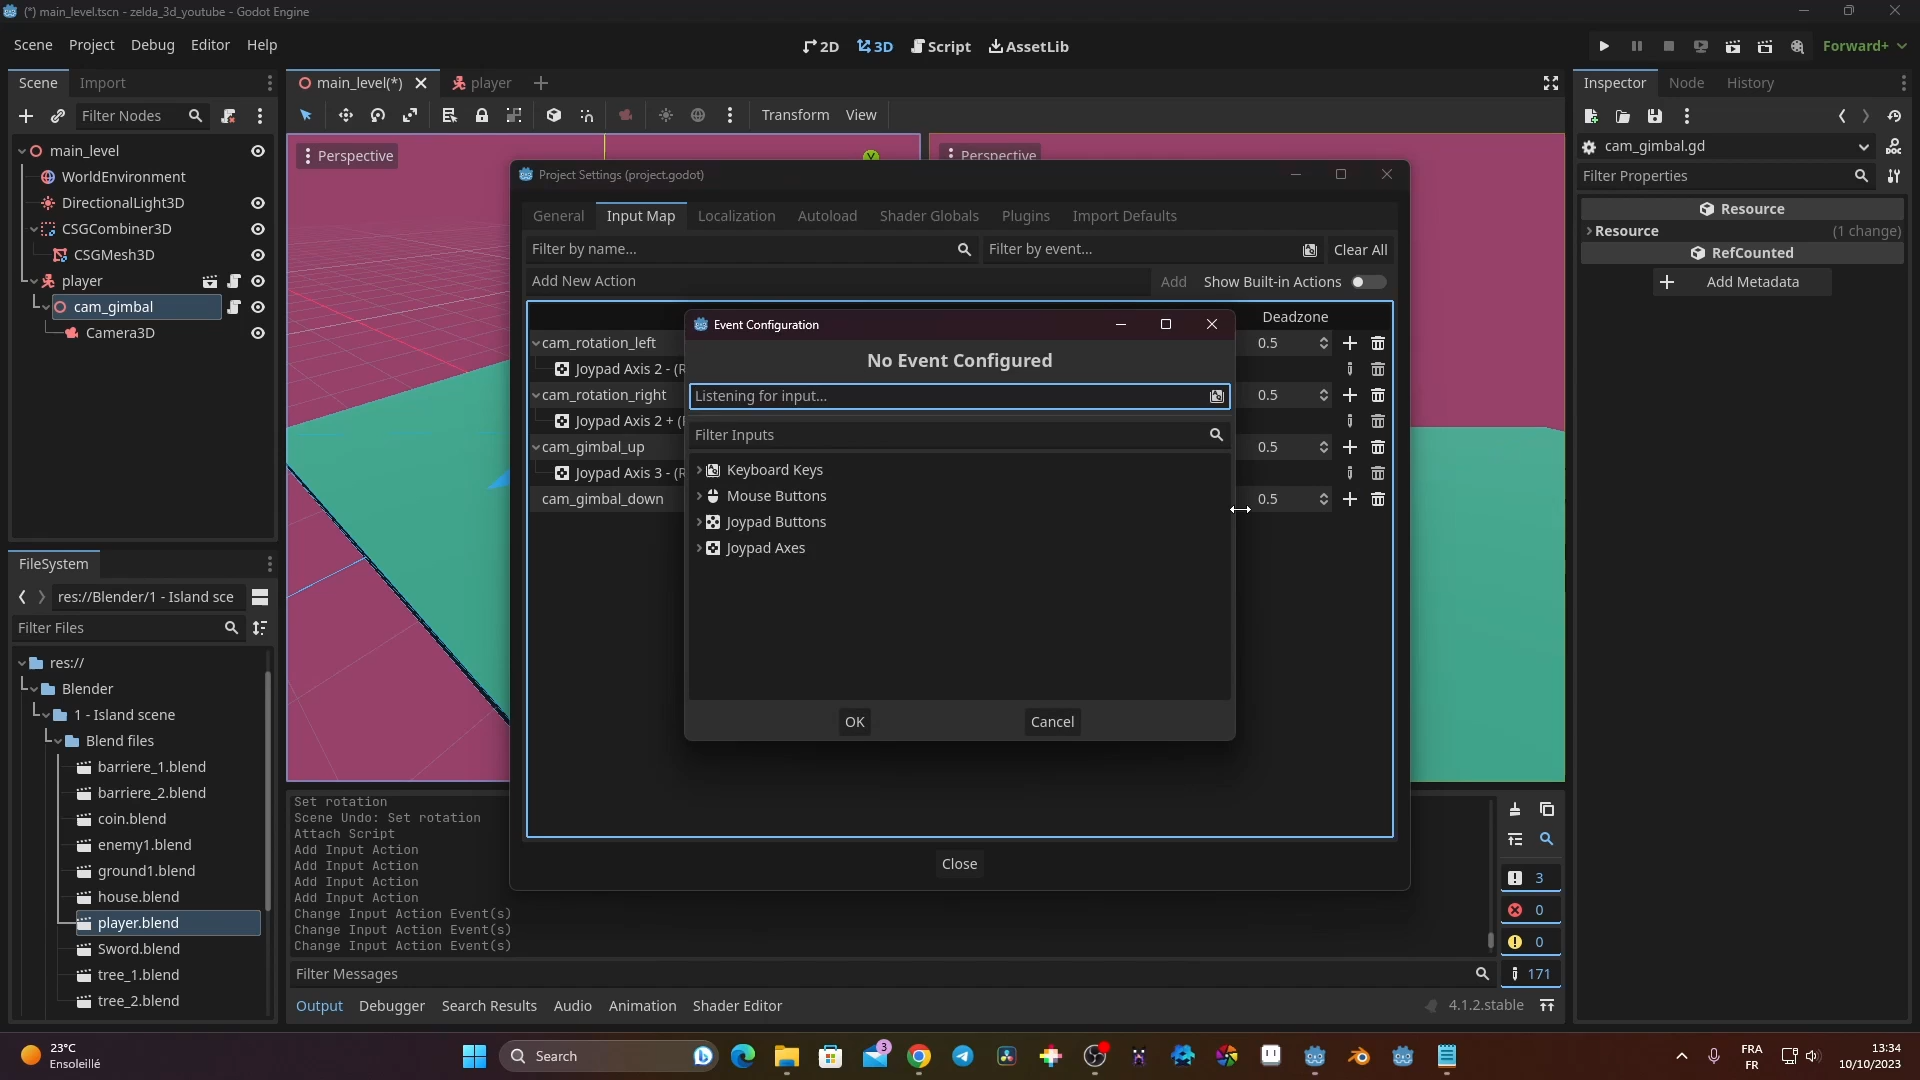 (*) main_level.tscn - zelda_3d_youtube - Godot Engine
Scene Project Debug Editor Help
2D 3D Script AssetLib
Forward+
Scene Import
main_level(*) player
Inspector Node History
Filter Nodes
Transform View
cam_gimbal.gd
Filter Properties
Resource
Resource (1 change)
RefCounted
Add Metadata
main_level
WorldEnvironment
DirectionalLight3D
CSGCombiner3D
CSGMesh3D
player
cam_gimbal
Camera3D
Perspective
Y
Perspective
Project Settings (project.godot)
General Input Map Localization Autoload Shader Globals Plugins Import Defaults
Filter by name... Filter by event... Clear All
Add New Action Add Show Built-in Actions
Deadzone
cam_rotation_left 0.5
Joypad Axis 2 - (R
cam_rotation_right 0.5
Joypad Axis 2 + (
cam_gimbal_up 0.5
Joypad Axis 3 - (R
cam_gimbal_down 0.5
Event Configuration
No Event Configured
Listening for input...
Filter Inputs
Keyboard Keys
Mouse Buttons
Joypad Buttons
Joypad Axes
OK Cancel
Close
FileSystem
res://Blender/1 - Island sce
Filter Files
res://
Blender
1 - Island scene
Blend files
barriere_1.blend
barriere_2.blend
coin.blend
enemy1.blend
ground1.blend
house.blend
player.blend
Sword.blend
tree_1.blend
tree_2.blend
Set rotation
Scene Undo: Set rotation
Attach Script
Add Input Action
Add Input Action
Add Input Action
Add Input Action
Change Input Action Event(s)
Change Input Action Event(s)
Change Input Action Event(s)
3
0
0
171
Filter Messages
Output Debugger Search Results Audio Animation Shader Editor
4.1.2.stable
23°C
Ensoleillé
Search
3
FRA
FR
13:34
10/10/2023